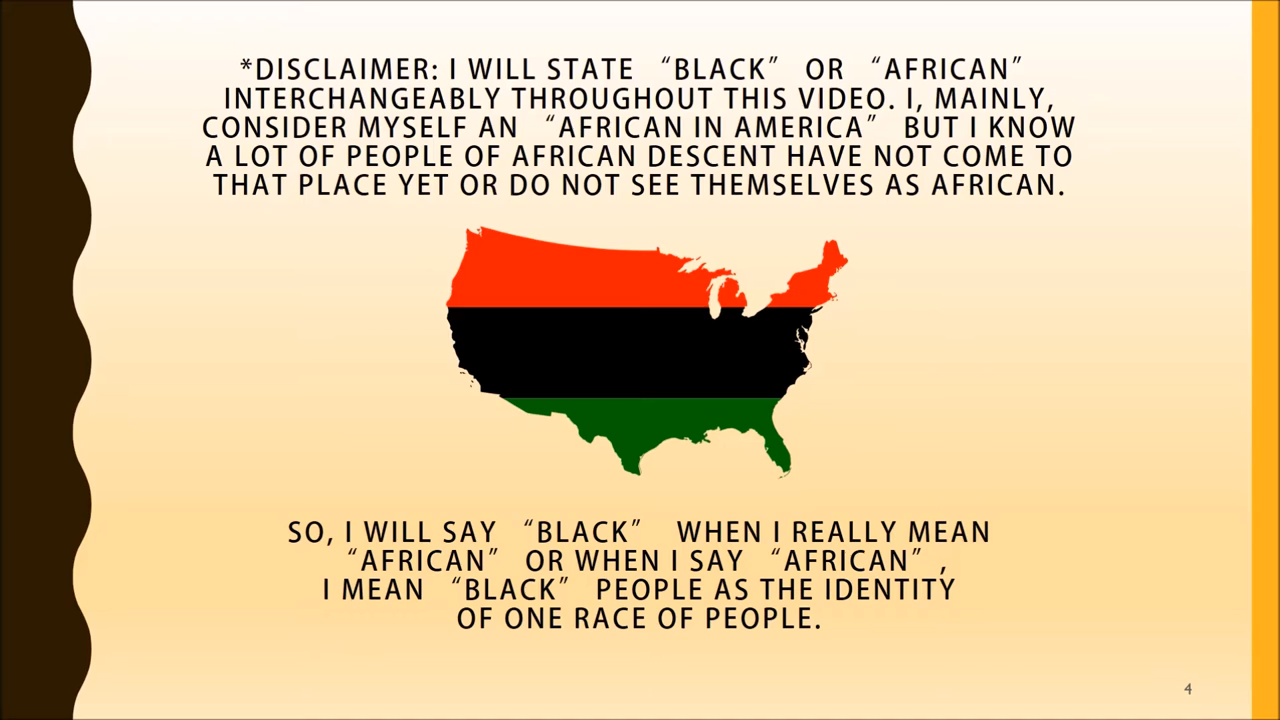 *DISCLAIMER: I WILL STATE “BLACK” OR “AFRICAN”
INTERCHANGEABLY THROUGHOUT THIS VIDEO. I, MAINLY,
CONSIDER MYSELF AN “AFRICAN IN AMERICA” BUT I KNOW
A LOT OF PEOPLE OF AFRICAN DESCENT HAVE NOT COME TO
THAT PLACE YET OR DO NOT SEE THEMSELVES AS AFRICAN.
SO, I WILL SAY “BLACK” WHEN I REALLY MEAN
“AFRICAN” OR WHEN I SAY “AFRICAN” ,
I MEAN “BLACK” PEOPLE AS THE IDENTITY
OF ONE RACE OF PEOPLE.
4